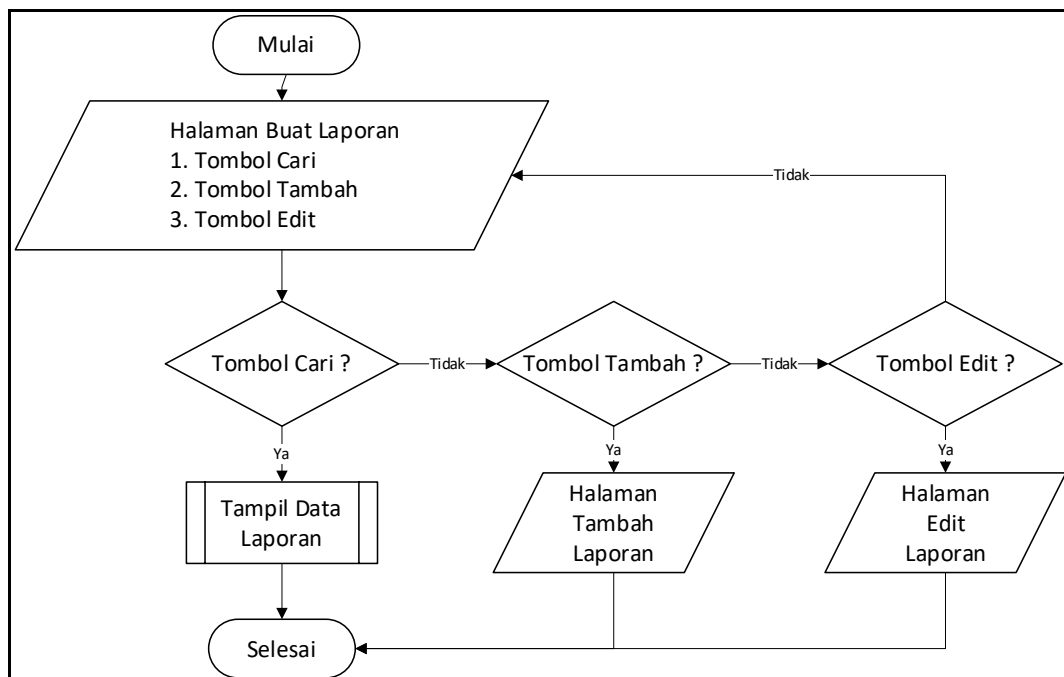 Mulai
Halaman Buat Laporan
1. Tombol Cari
2. Tombol Tambah
3. Tombol Edit
Tidak
Tombol Cari ?
Tidak
Tombol Tambah ?
Tidak
Tombol Edit ?
Ya
Ya
Ya
Tampil Data
Laporan
Halaman
Tambah
Laporan
Halaman
Edit
Laporan
Selesai